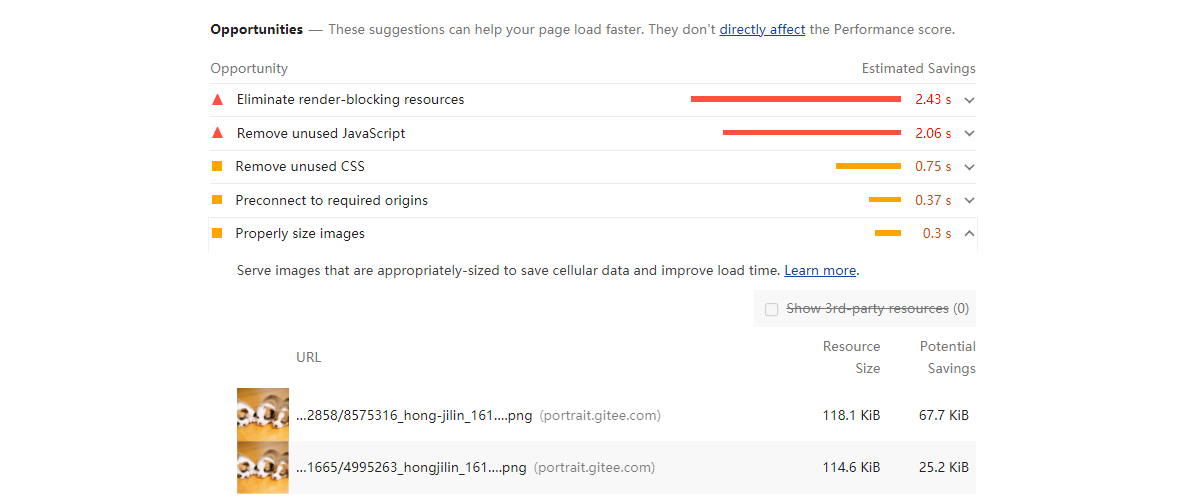 Opportunities — These suggestions can help your page load faster. They don't directly affect the Performance score.
Opportunity Estimated Savings
Eliminate render-blocking resources 2.43 s
Remove unused JavaScript 2.06 s
Remove unused CSS 0.75 s
Preconnect to required origins 0.37 s
Properly size images 0.3 s
Serve images that are appropriately-sized to save cellular data and improve load time. Learn more.
Show 3rd-party resources (0)
URL Resource Size Potential Savings
...2858/8575316_hong-jilin_161....png (portrait.gitee.com) 118.1 KiB 67.7 KiB
...1665/4995263_hongjilin_161....png (portrait.gitee.com) 114.6 KiB 25.2 KiB